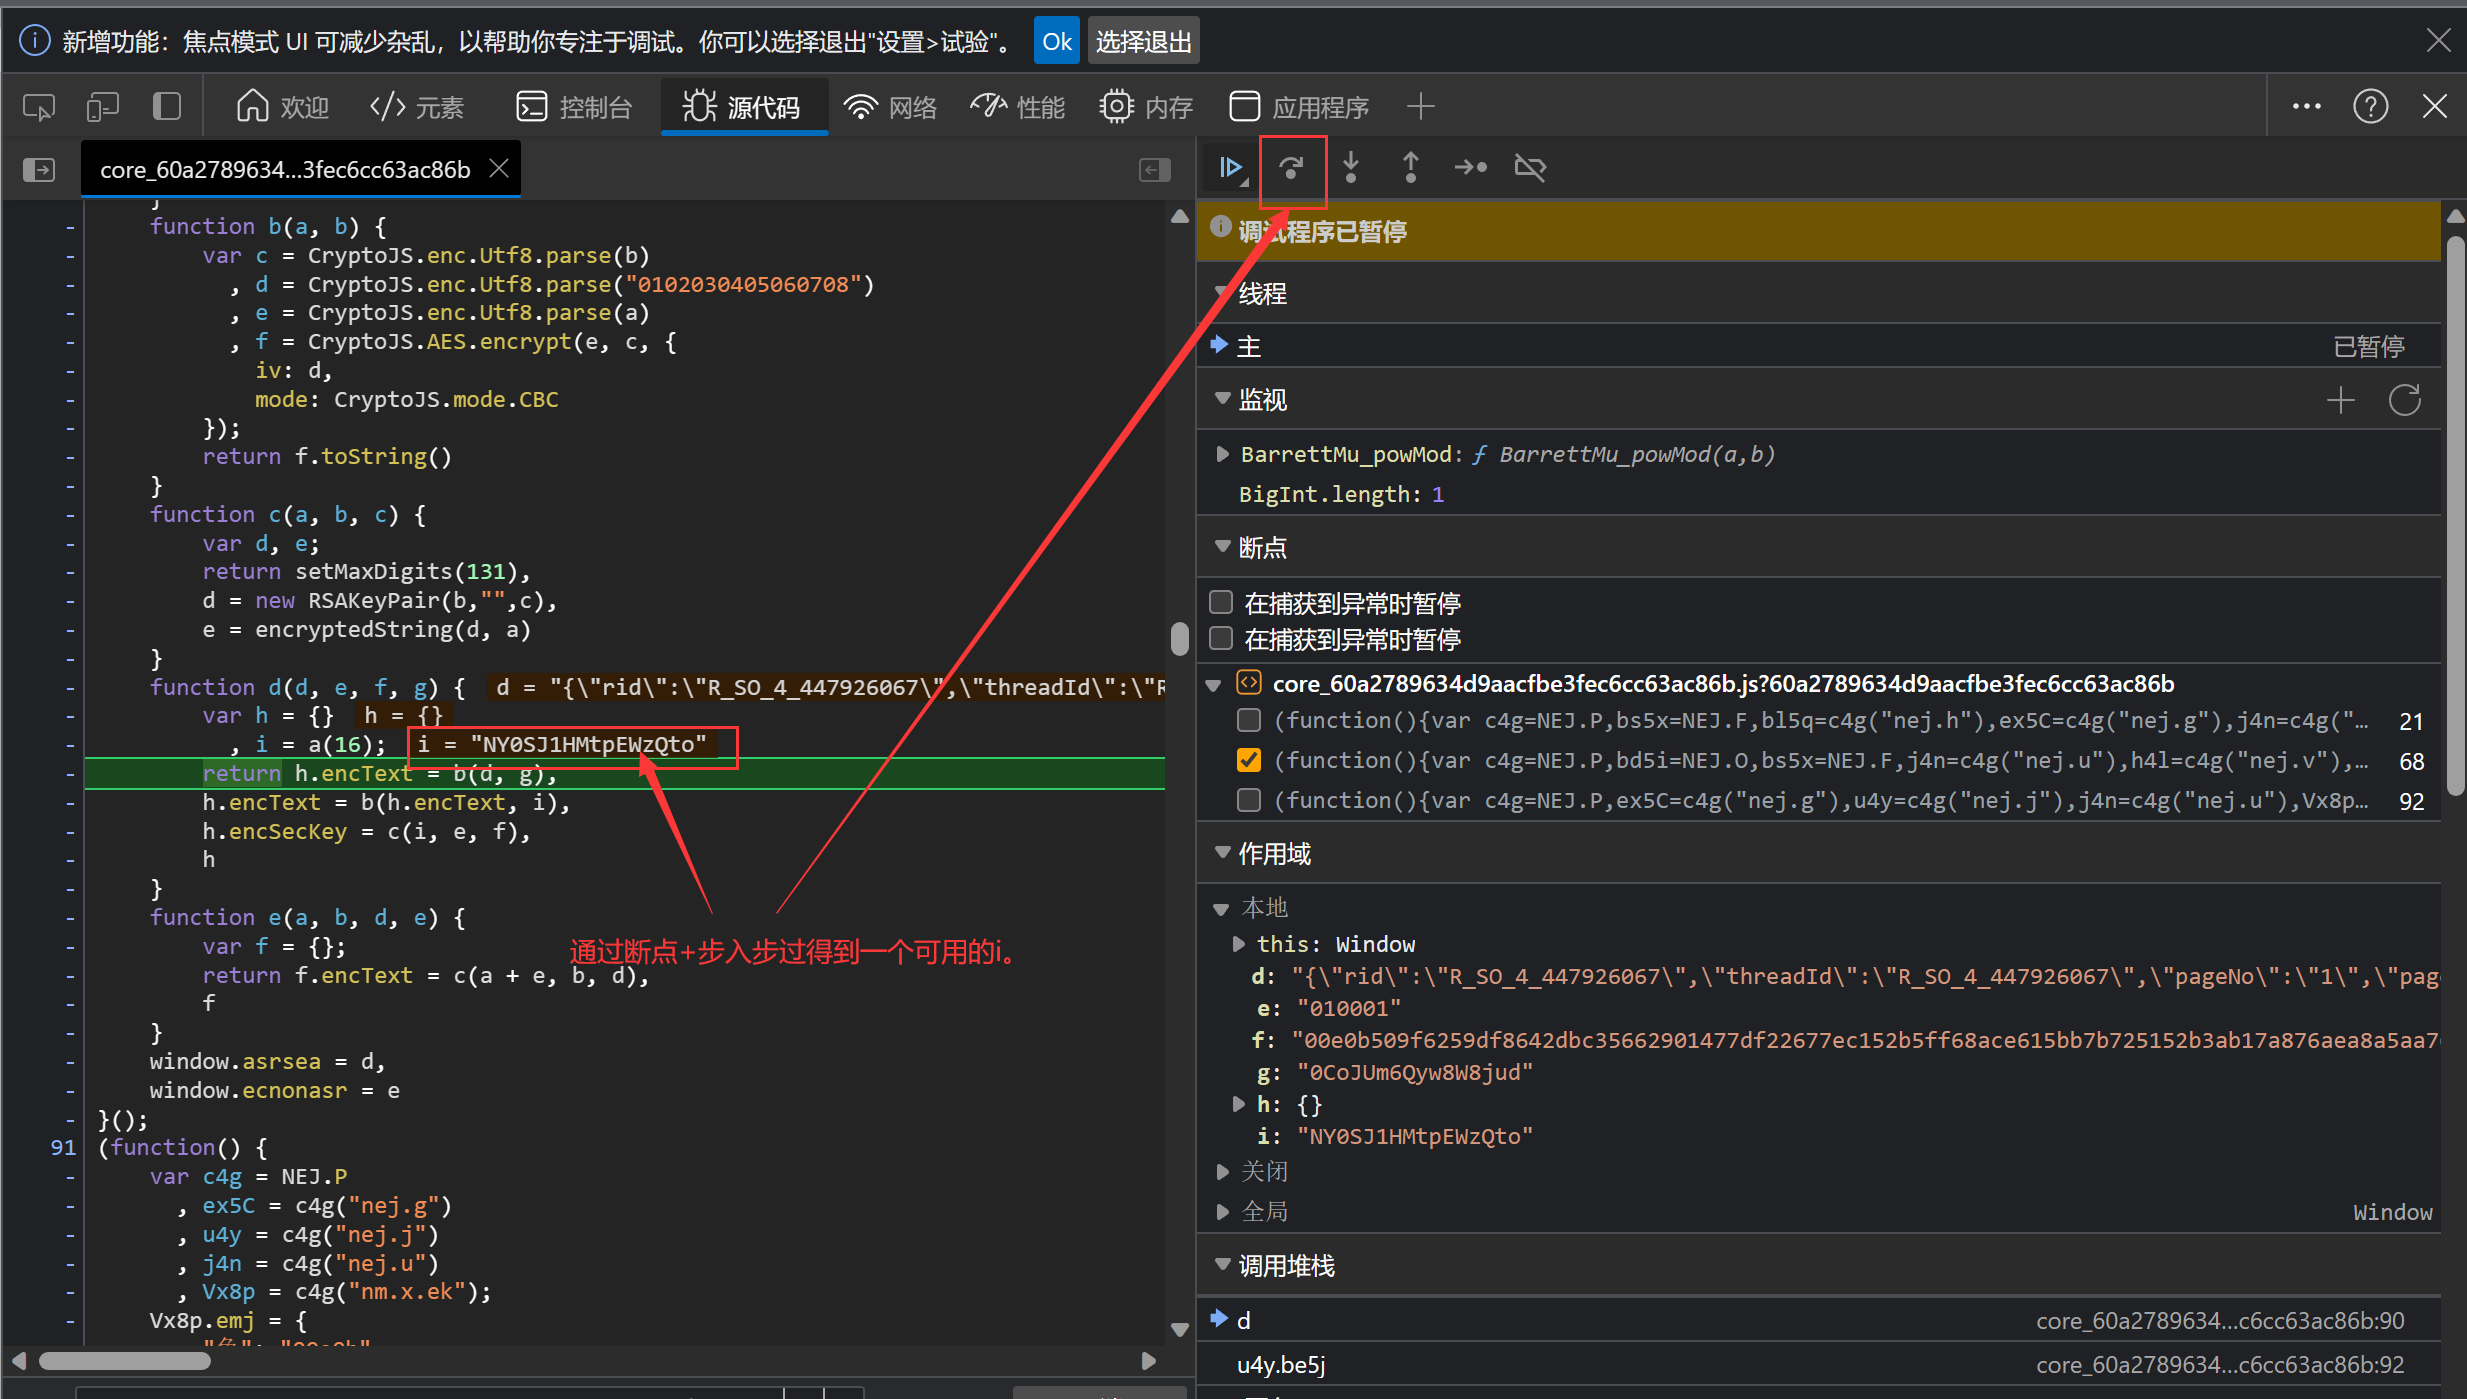 新增功能：焦点模式 UI 可减少杂乱，以帮助你专注于调试。你可以选择退出"设置>试验"。 Ok 选择退出
欢迎 元素 控制台 源代码 网络 性能 内存 应用程序
core_60a2789634...3fec6cc63ac86b
}
function b(a, b) {
var c = CryptoJS.enc.Utf8.parse(b)
, d = CryptoJS.enc.Utf8.parse("0102030405060708")
, e = CryptoJS.enc.Utf8.parse(a)
, f = CryptoJS.AES.encrypt(e, c, {
iv: d,
mode: CryptoJS.mode.CBC
});
return f.toString()
}
function c(a, b, c) {
var d, e;
return setMaxDigits(131),
d = new RSAKeyPair(b,"",c),
e = encryptedString(d, a)
}
function d(d, e, f, g) { d = "{\"rid\":\"R_SO_4_447926067\",\"threadId\":\"R
var h = {} h = {}
, i = a(16); i = "NY0SJ1HMtpEWzQto"
return h.encText = b(d, g),
h.encText = b(h.encText, i),
h.encSecKey = c(i, e, f),
h
}
function e(a, b, d, e) {
var f = {};
通过断点+步入步过得到一个可用的i。
return f.encText = c(a + e, b, d),
f
}
window.asrsea = d,
window.ecnonasr = e
}();
91 (function() {
var c4g = NEJ.P
, ex5C = c4g("nej.g")
, u4y = c4g("nej.j")
, j4n = c4g("nej.u")
, Vx8p = c4g("nm.x.ek");
Vx8p.emj = {
调试程序已暂停
线程
主 已暂停
监视
BarrettMu_powMod: ƒ BarrettMu_powMod(a,b)
BigInt.length: 1
断点
在捕获到异常时暂停
在捕获到异常时暂停
core_60a2789634d9aacfbe3fec6cc63ac86b.js?60a2789634d9aacfbe3fec6cc63ac86b
(function(){var c4g=NEJ.P,bs5x=NEJ.F,bl5q=c4g("nej.h"),ex5C=c4g("nej.g"),j4n=c4g("… 21
(function(){var c4g=NEJ.P,bd5i=NEJ.O,bs5x=NEJ.F,j4n=c4g("nej.u"),h4l=c4g("nej.v"),… 68
(function(){var c4g=NEJ.P,ex5C=c4g("nej.g"),u4y=c4g("nej.j"),j4n=c4g("nej.u"),Vx8p… 92
作用域
本地
this: Window
d: "{\"rid\":\"R_SO_4_447926067\",\"threadId\":\"R_SO_4_447926067\",\"pageNo\":\"1\",\"pag
e: "010001"
f: "00e0b509f6259df8642dbc35662901477df22677ec152b5ff68ace615bb7b725152b3ab17a876aea8a5aa7
g: "0CoJUm6Qyw8W8jud"
h: {}
i: "NY0SJ1HMtpEWzQto"
关闭
全局 Window
调用堆栈
d core_60a2789634...c6cc63ac86b:90
u4y.be5j core_60a2789634...c6cc63ac86b:92